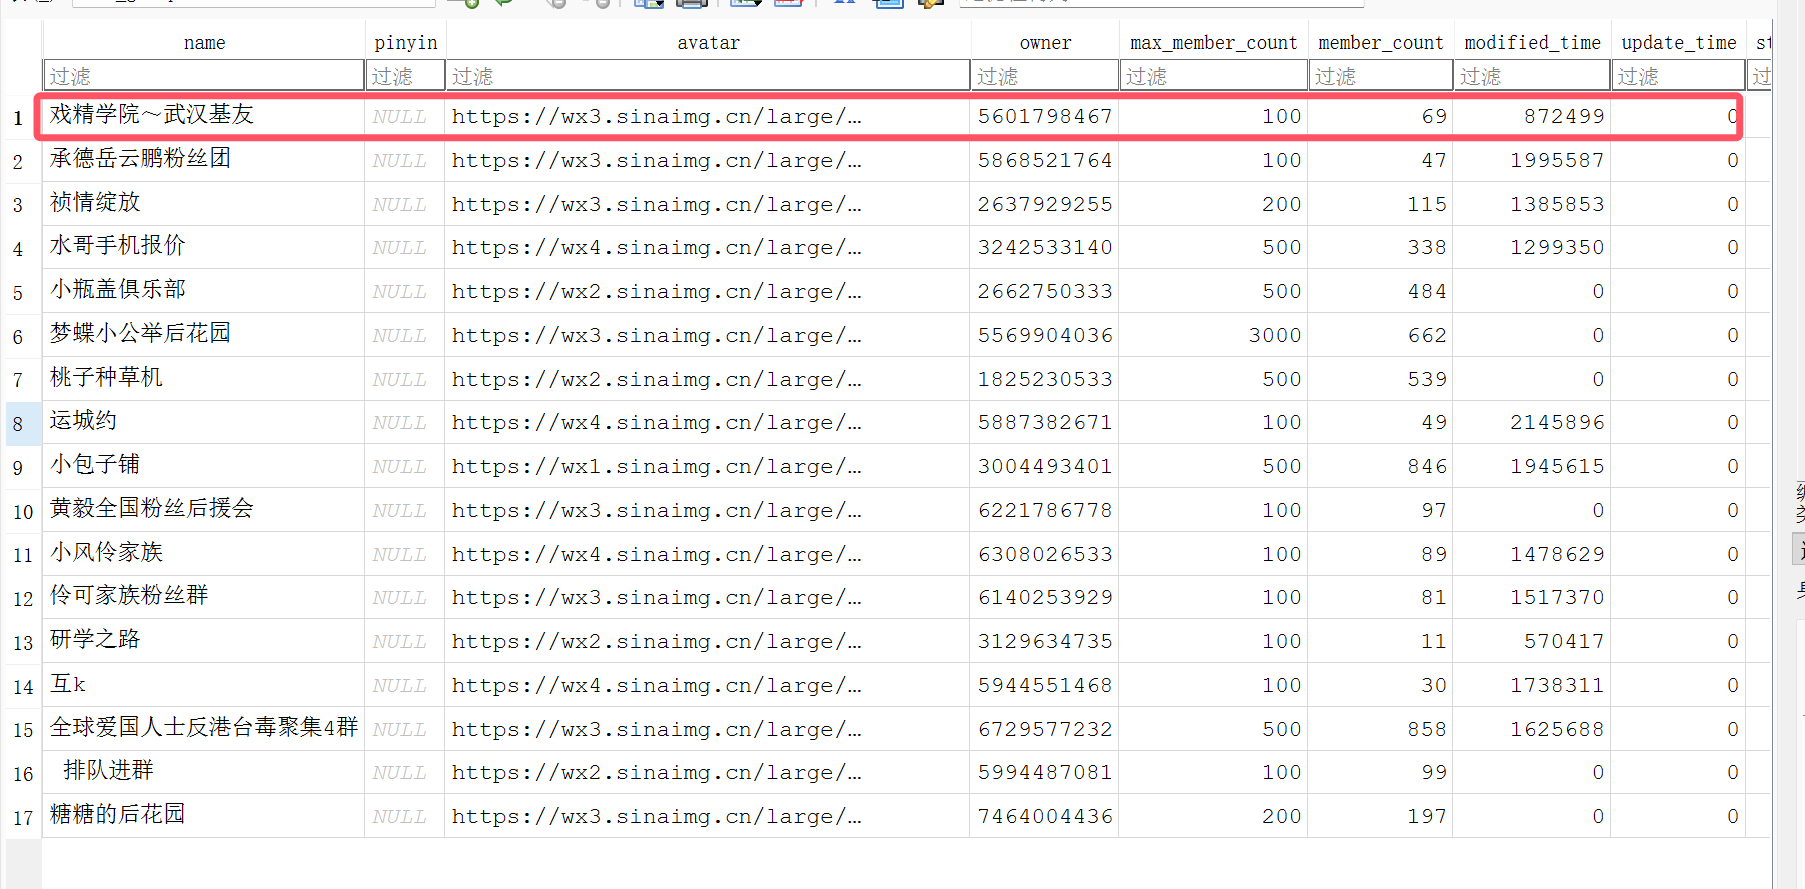 name pinyin avatar owner max_member_count member_count modified_time update_time st
过滤 过滤 过滤 过滤 过滤 过滤 过滤 过滤 过
1 戏精学院～武汉基友 NULL https://wx3.sinaimg.cn/large/… 5601798467 100 69 872499 0
2 承德岳云鹏粉丝团 NULL https://wx3.sinaimg.cn/large/… 5868521764 100 47 1995587 0
3 祯情绽放 NULL https://wx3.sinaimg.cn/large/… 2637929255 200 115 1385853 0
4 水哥手机报价 NULL https://wx4.sinaimg.cn/large/… 3242533140 500 338 1299350 0
5 小瓶盖俱乐部 NULL https://wx2.sinaimg.cn/large/… 2662750333 500 484 0 0
6 梦蝶小公举后花园 NULL https://wx3.sinaimg.cn/large/… 5569904036 3000 662 0 0
7 桃子种草机 NULL https://wx2.sinaimg.cn/large/… 1825230533 500 539 0 0
8 运城约 NULL https://wx4.sinaimg.cn/large/… 5887382671 100 49 2145896 0
9 小包子铺 NULL https://wx1.sinaimg.cn/large/… 3004493401 500 846 1945615 0
10 黄毅全国粉丝后援会 NULL https://wx3.sinaimg.cn/large/… 6221786778 100 97 0 0
11 小风伶家族 NULL https://wx4.sinaimg.cn/large/… 6308026533 100 89 1478629 0
12 伶可家族粉丝群 NULL https://wx3.sinaimg.cn/large/… 6140253929 100 81 1517370 0
13 研学之路 NULL https://wx2.sinaimg.cn/large/… 3129634735 100 11 570417 0
14 互k NULL https://wx4.sinaimg.cn/large/… 5944551468 100 30 1738311 0
15 全球爱国人士反港台毒聚集4群 NULL https://wx3.sinaimg.cn/large/… 6729577232 500 858 1625688 0
16 排队进群 NULL https://wx2.sinaimg.cn/large/… 5994487081 100 99 0 0
17 糖糖的后花园 NULL https://wx3.sinaimg.cn/large/… 7464004436 200 197 0 0